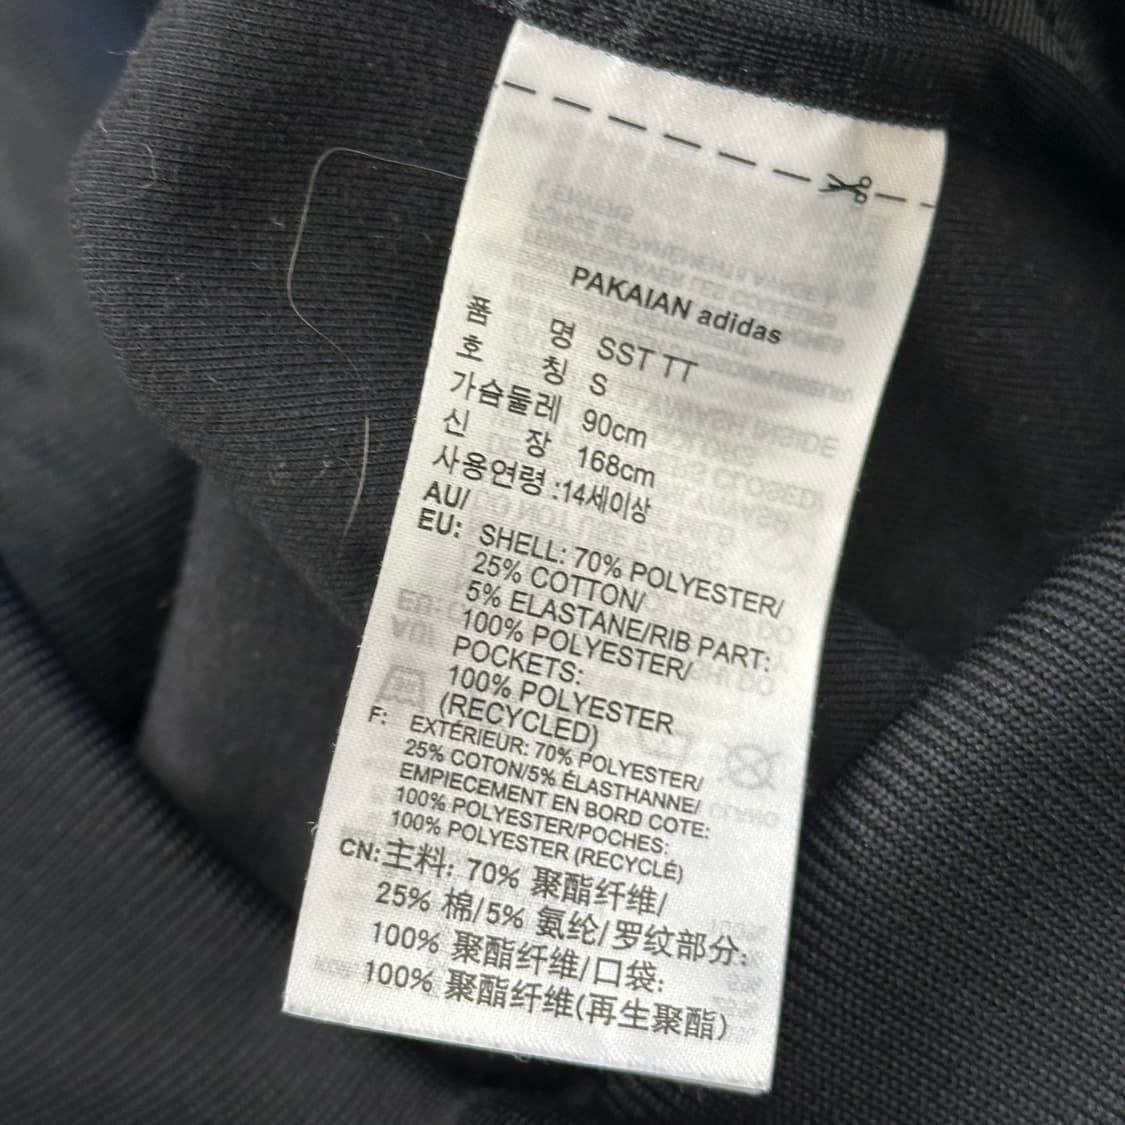 PAKAIAN adidas
품 명 SST TT
호 칭 S
가슴둘레 90cm
신 장 168cm
사용연령 :14세이상
AU/
EU: SHELL: 70% POLYESTER/
25% COTTON/
5% ELASTANE/RIB PART:
100% POLYESTER/
POCKETS:
100% POLYESTER
(RECYCLED)
F: EXTÉRIEUR: 70% POLYESTER/
25% COTON/5% ÉLASTHANNE/
EMPIECEMENT EN BORD COTE:
100% POLYESTER/POCHES:
100% POLYESTER (RECYCLÉ)
CN: 主料: 70% 聚酯纤维/
25% 棉/5% 氨纶/罗纹部分:
100% 聚酯纤维/口袋:
100% 聚酯纤维(再生聚酯)